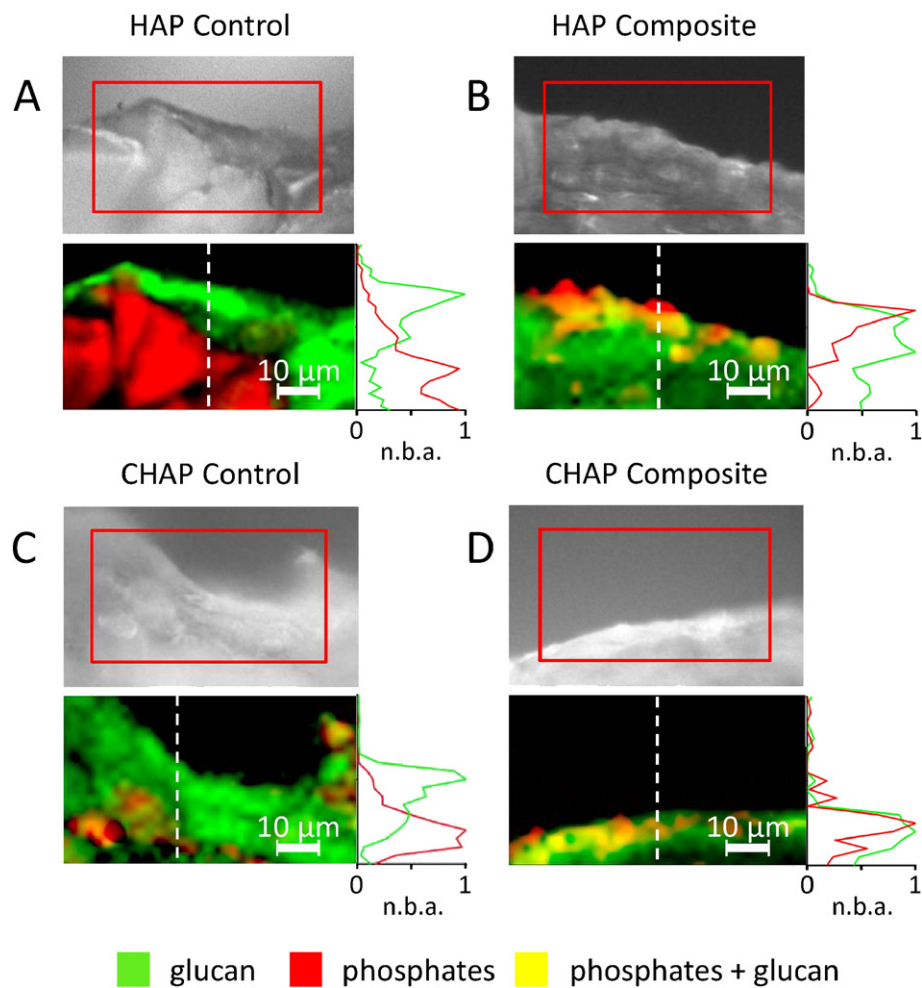 HAP Control
HAP Composite
A
B
10 µm
10 µm
0
1
n.b.a.
0
1
n.b.a.
CHAP Control
CHAP Composite
C
D
10 µm
10 µm
0
1
n.b.a.
0
1
n.b.a.
glucan
phosphates
phosphates + glucan